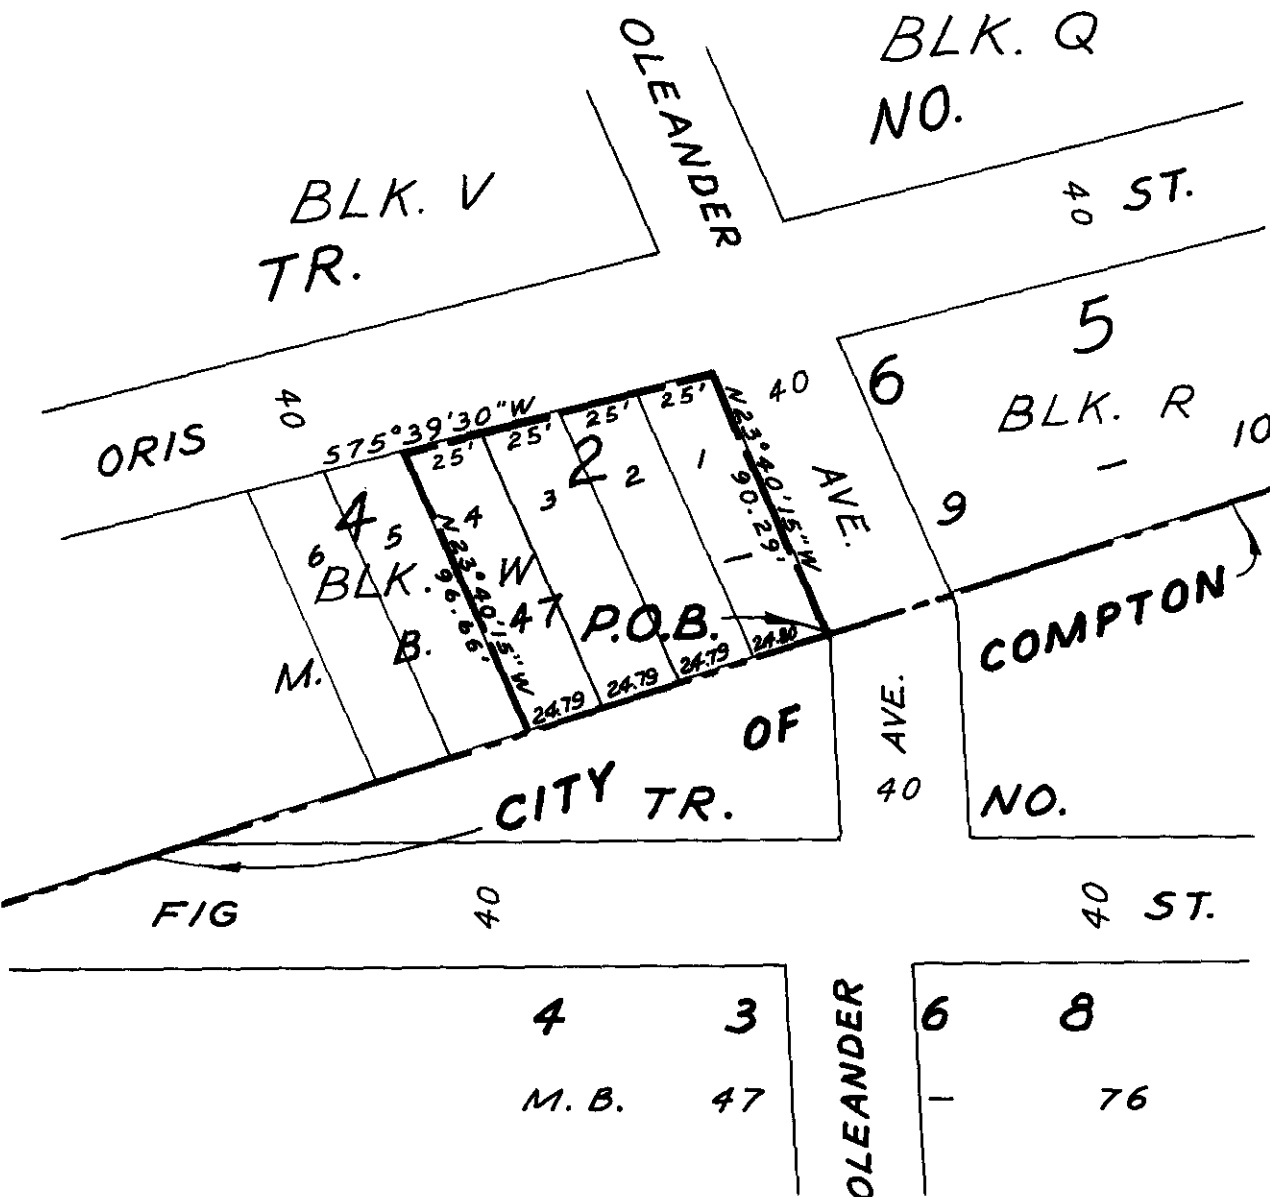 OLEANDER
BLK. Q
NO.
BLK. V
TR.
40 ST.
5
6
BLK. R
— 10
9
40
ORIS
S75°39'30"W
25' 25' 25' 25'
40
N23°40'15"W
90.29'
AVE.
4 2
6 5 4 3 2 1
BLK. W
N23°40'15"W
96.66'
M. B. 47 —
P.O.B.
24.79 24.79 24.79 24.80
CITY OF COMPTON
AVE.
40
TR. NO.
FIG 40 40 ST.
4 3 6 8
M. B. 47 — 76
OLEANDER